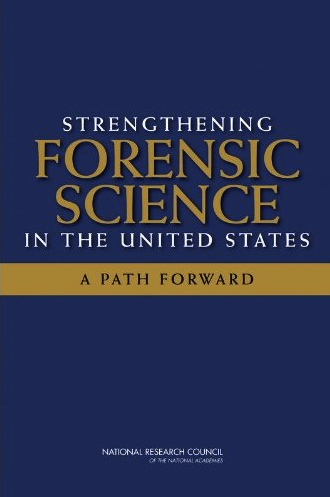 STRENGTHENING
FORENSIC
SCIENCE
IN THE UNITED STATES
A PATH FORWARD
NATIONAL RESEARCH COUNCIL
OF THE NATIONAL ACADEMIES